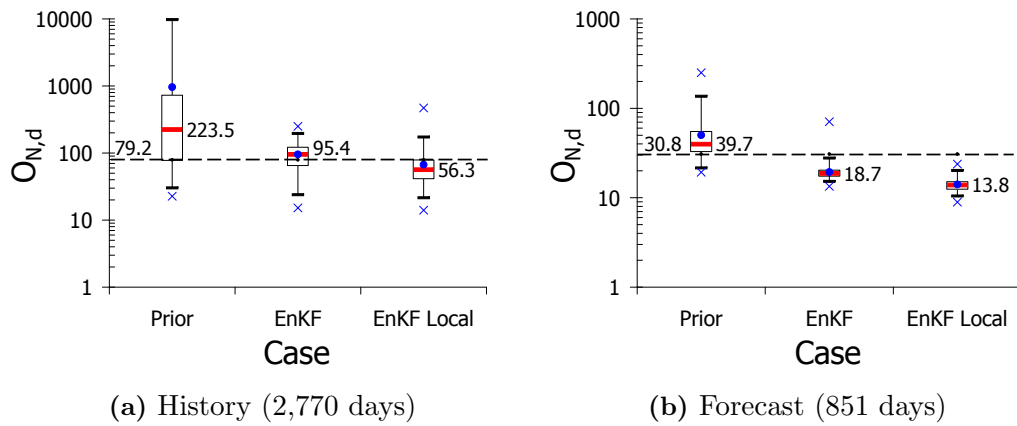 10000
1000
100
10
1
O_N,d
79.2
223.5
95.4
56.3
Prior EnKF EnKF Local
Case
(a) History (2,770 days)
1000
100
10
1
O_N,d
30.8
39.7
18.7
13.8
Prior EnKF EnKF Local
Case
(b) Forecast (851 days)